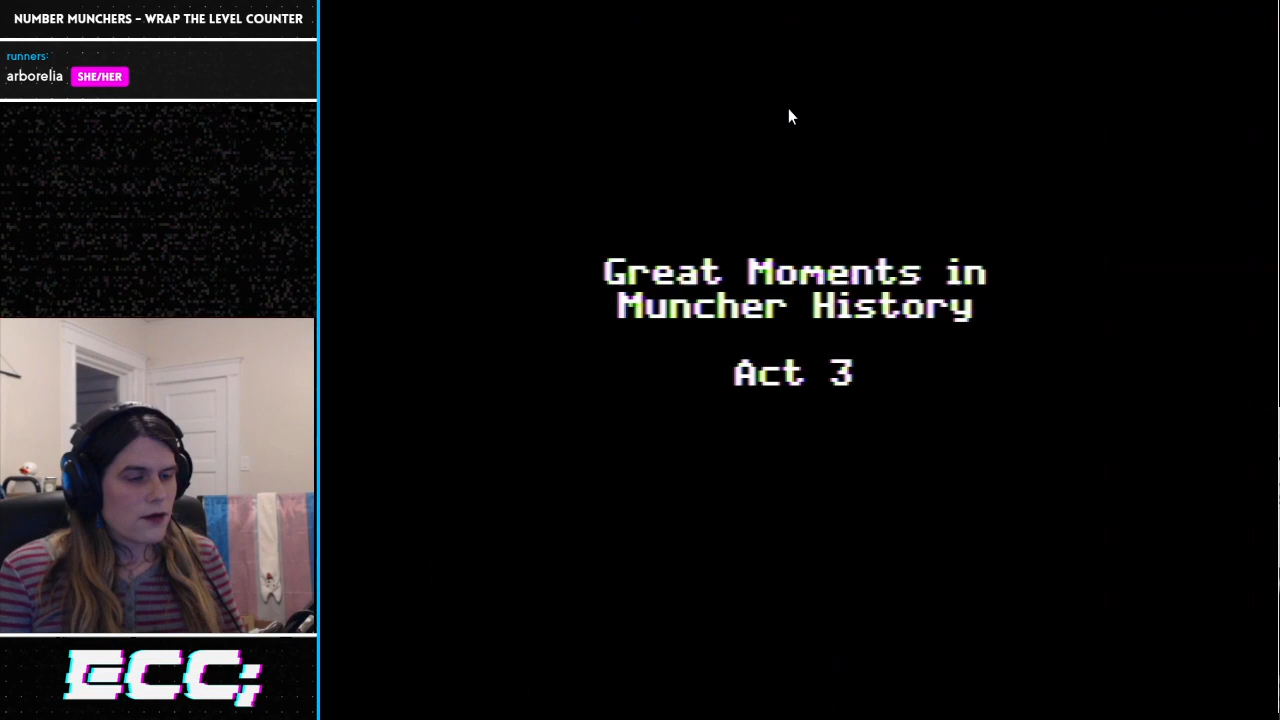 NUMBER MUNCHERS - WRAP THE LEVEL COUNTER
runners:
arborelia SHE/HER
Great Moments in
Muncher History
Act 3
ECC;